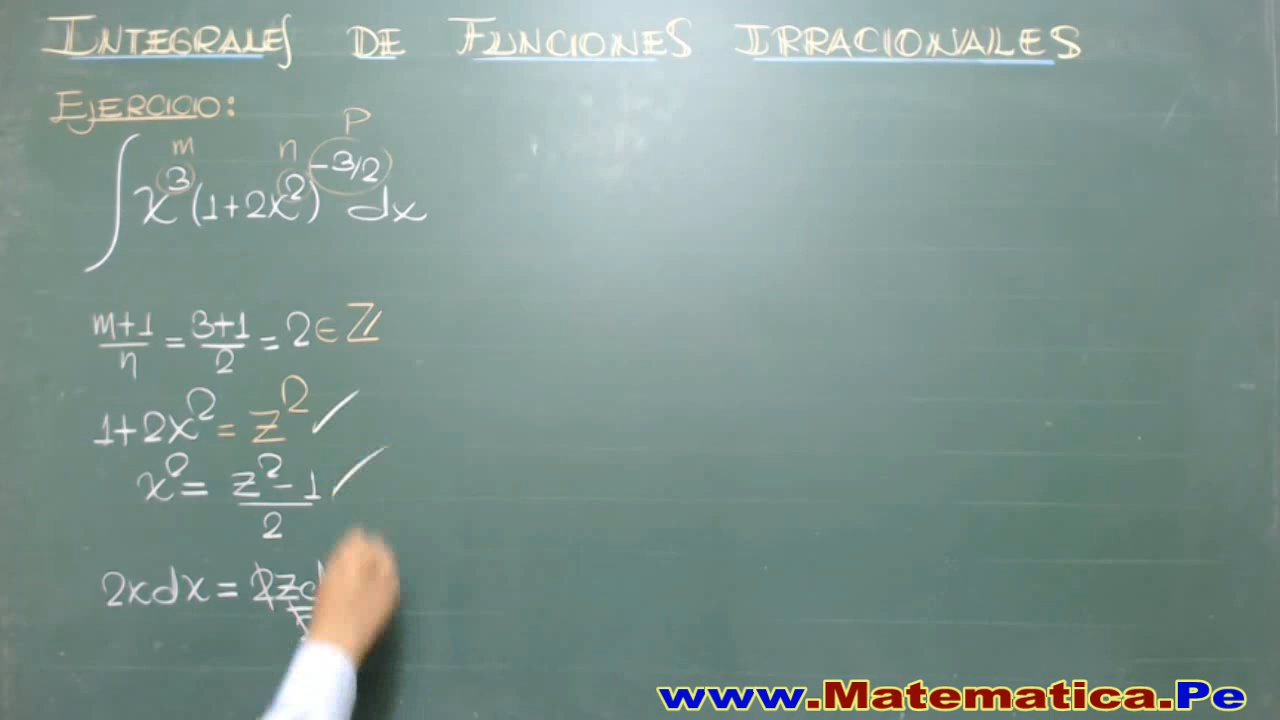 INTEGRALES DE FUNCIONES IRRACIONALES
EJERCICIO:
m n P
∫ x³(1+2x²)^(-3/2) dx
(m+1)/n = (3+1)/2 = 2 ∈ ℤ
1+2x² = z² ✓
x² = (z²-1)/2 ✓
2xdx = 2z
www.Matematica.Pe